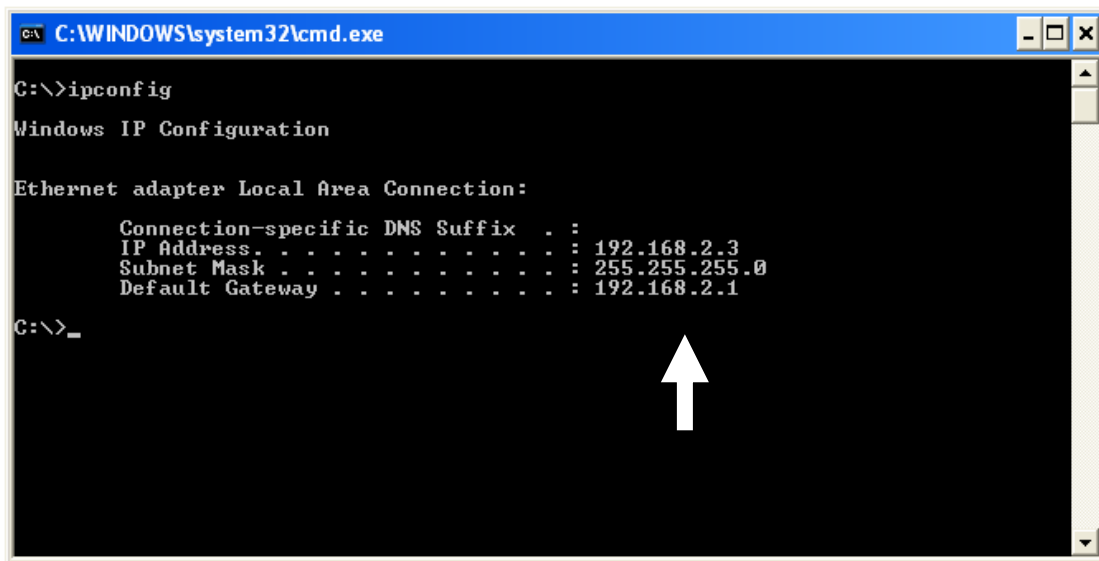 C:\WINDOWS\system32\cmd.exe
C:\>ipconfig
Windows IP Configuration
Ethernet adapter Local Area Connection:
Connection-specific DNS Suffix  . :
IP Address. . . . . . . . . . . . : 192.168.2.3
Subnet Mask . . . . . . . . . . . : 255.255.255.0
Default Gateway . . . . . . . . . : 192.168.2.1
C:\>_